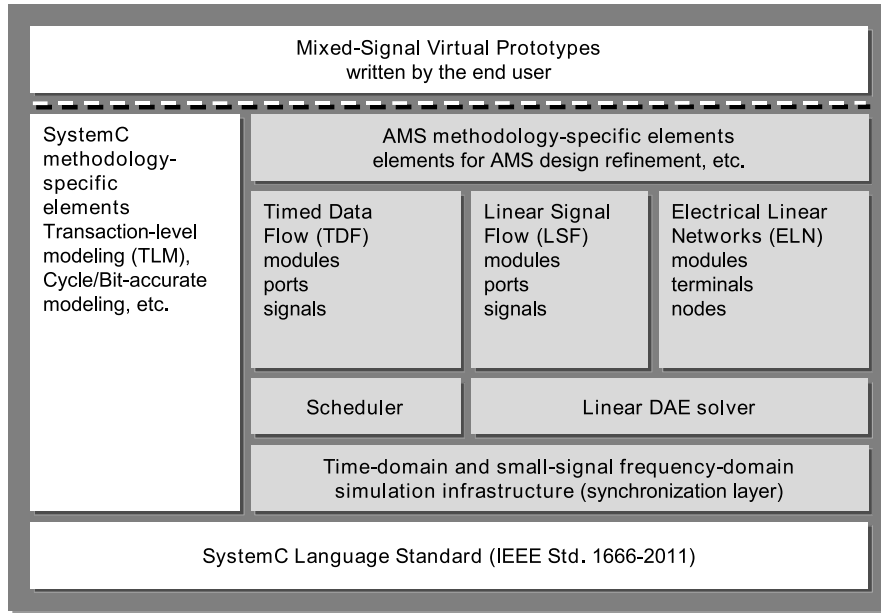 Mixed-Signal Virtual Prototypes
written by the end user
SystemC
methodology-
specific
elements
Transaction-level
modeling (TLM),
Cycle/Bit-accurate
modeling, etc.
AMS methodology-specific elements
elements for AMS design refinement, etc.
Timed Data
Flow (TDF)
modules
ports
signals
Linear Signal
Flow (LSF)
modules
ports
signals
Electrical Linear
Networks (ELN)
modules
terminals
nodes
Scheduler
Linear DAE solver
Time-domain and small-signal frequency-domain
simulation infrastructure (synchronization layer)
SystemC Language Standard (IEEE Std. 1666-2011)